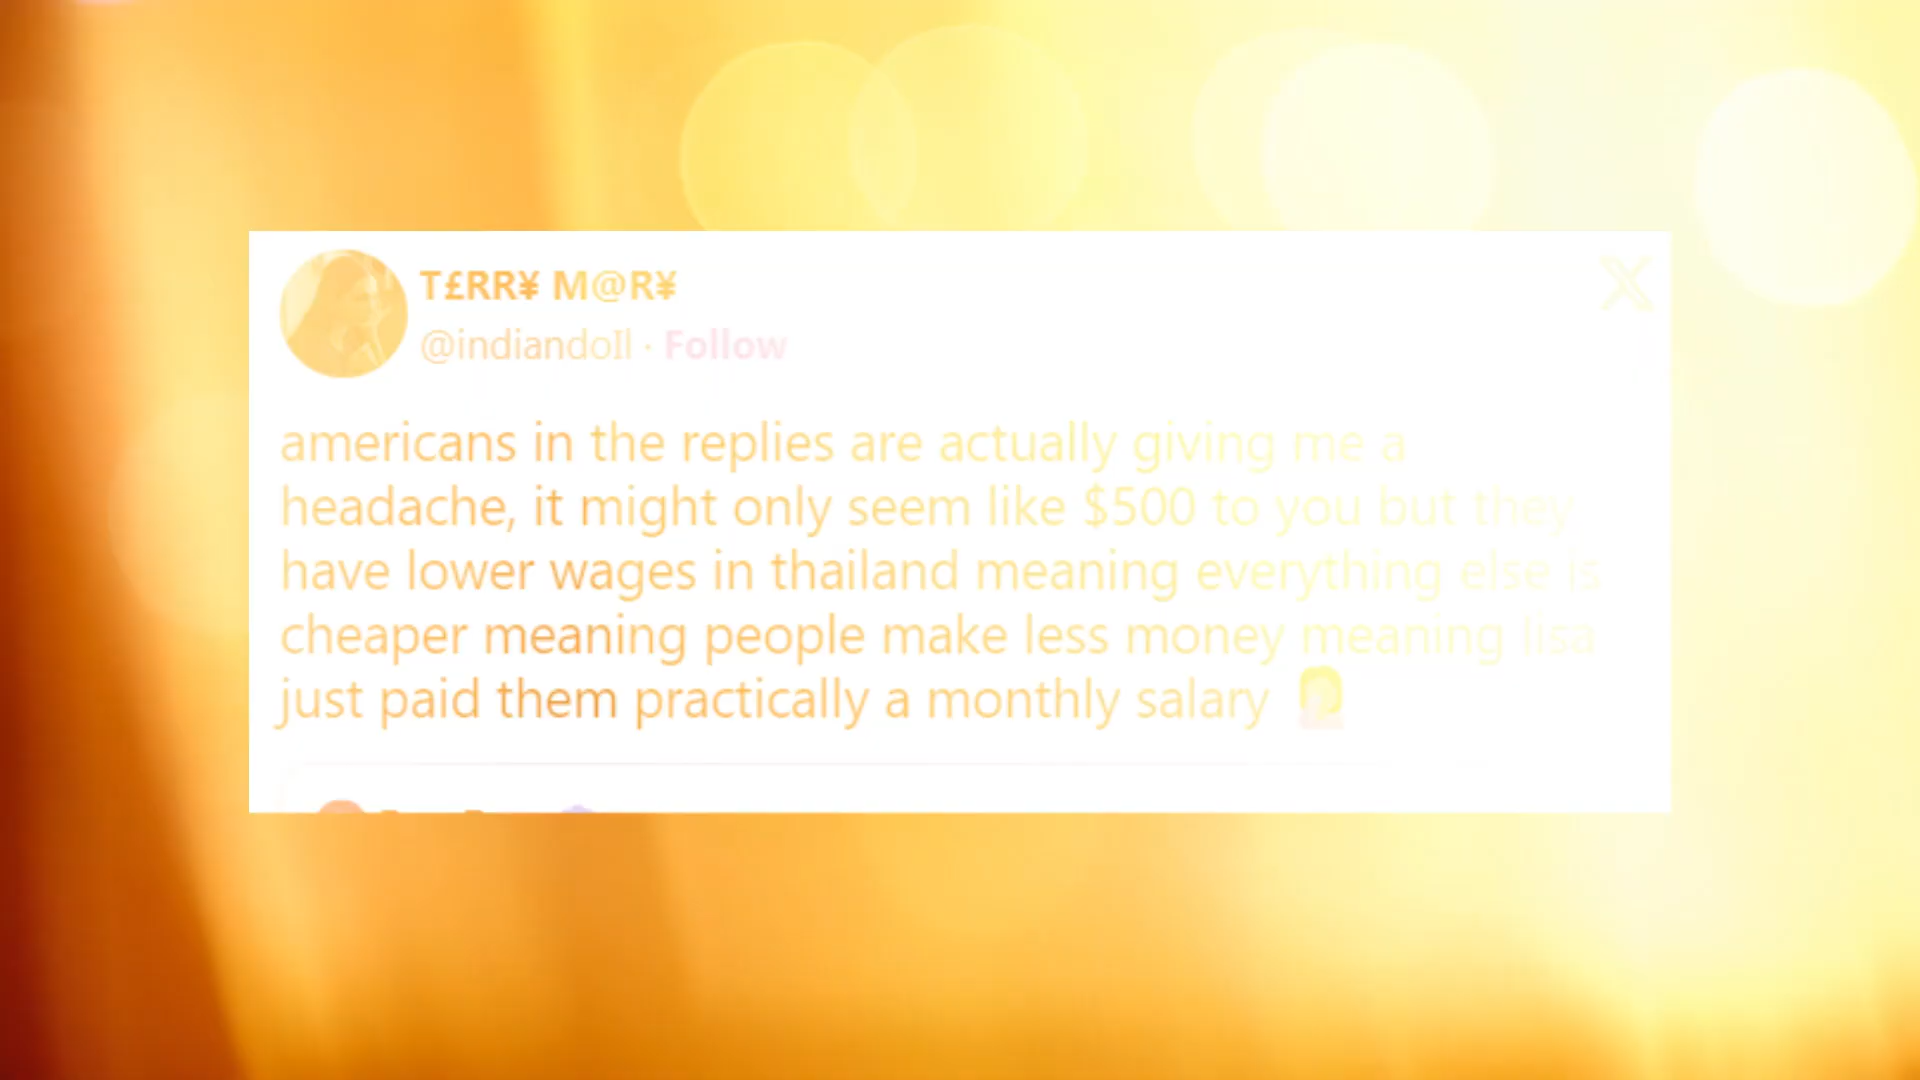 T£RR¥ M@R¥
@indiandoIl · Follow
americans in the replies are actually giving me a
headache, it might only seem like $500 to you but they
have lower wages in thailand meaning everything else is
cheaper meaning people make less money meaning lisa
just paid them practically a monthly salary